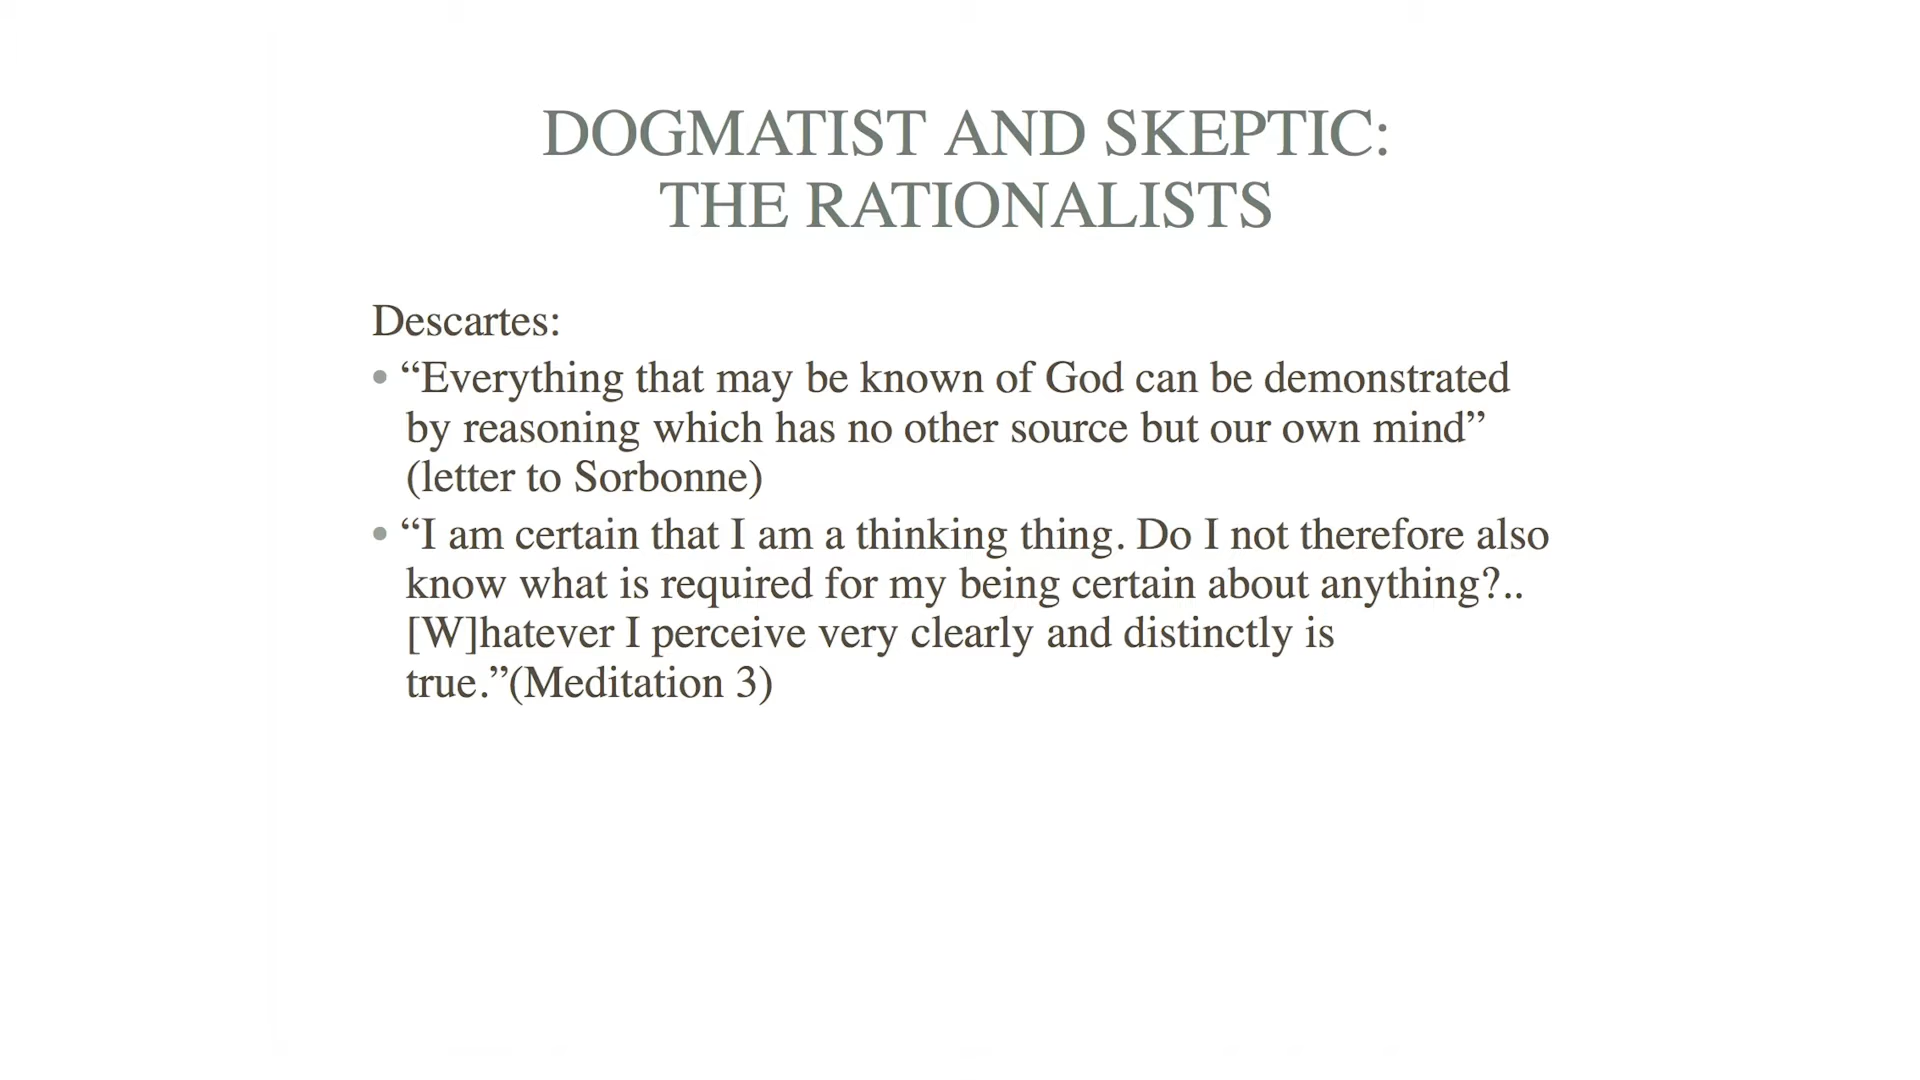 DOGMATIST AND SKEPTIC:
THE RATIONALISTS
Descartes:
• “Everything that may be known of God can be demonstrated
by reasoning which has no other source but our own mind”
(letter to Sorbonne)
• “I am certain that I am a thinking thing. Do I not therefore also
know what is required for my being certain about anything?..
[W]hatever I perceive very clearly and distinctly is
true.”(Meditation 3)